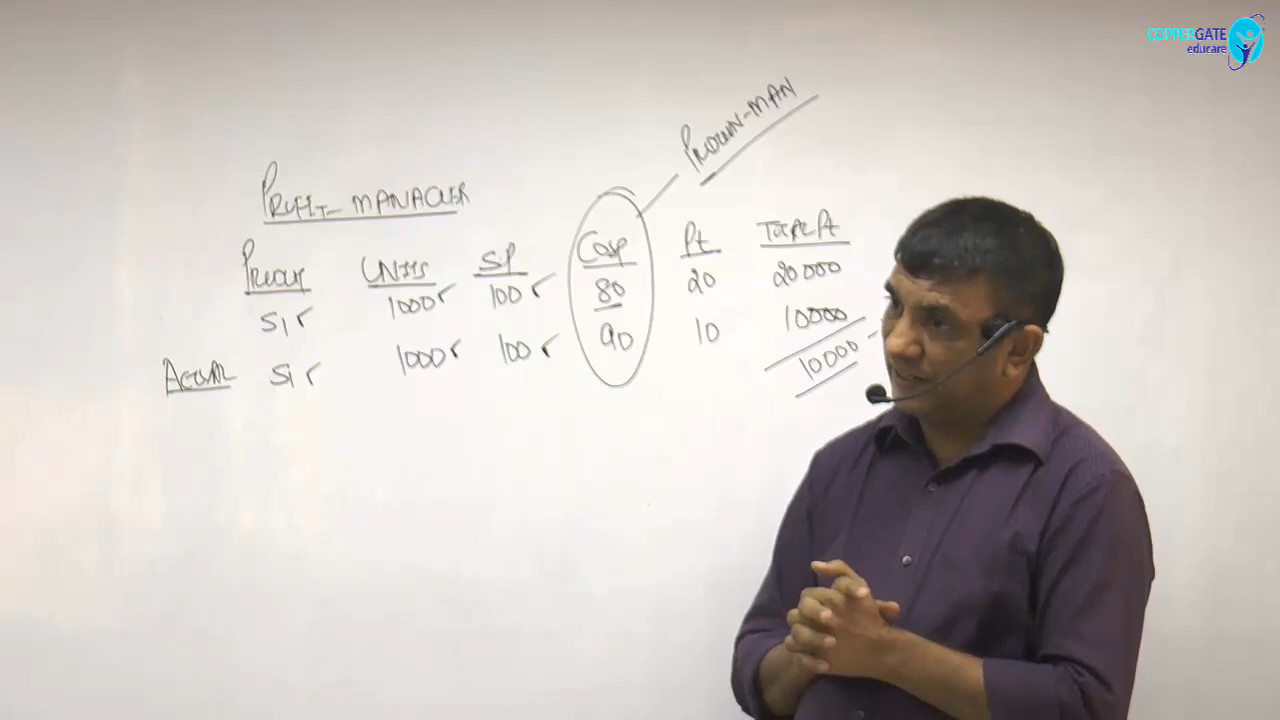 COPPERGATE
educare
PRODN-MAN
PROFIT-MANAGER
Product UNITS SP Cost Pt Total Pt
S1 1000 100 80 20 20000
Actual S1 1000 100 90 10 10000
10000